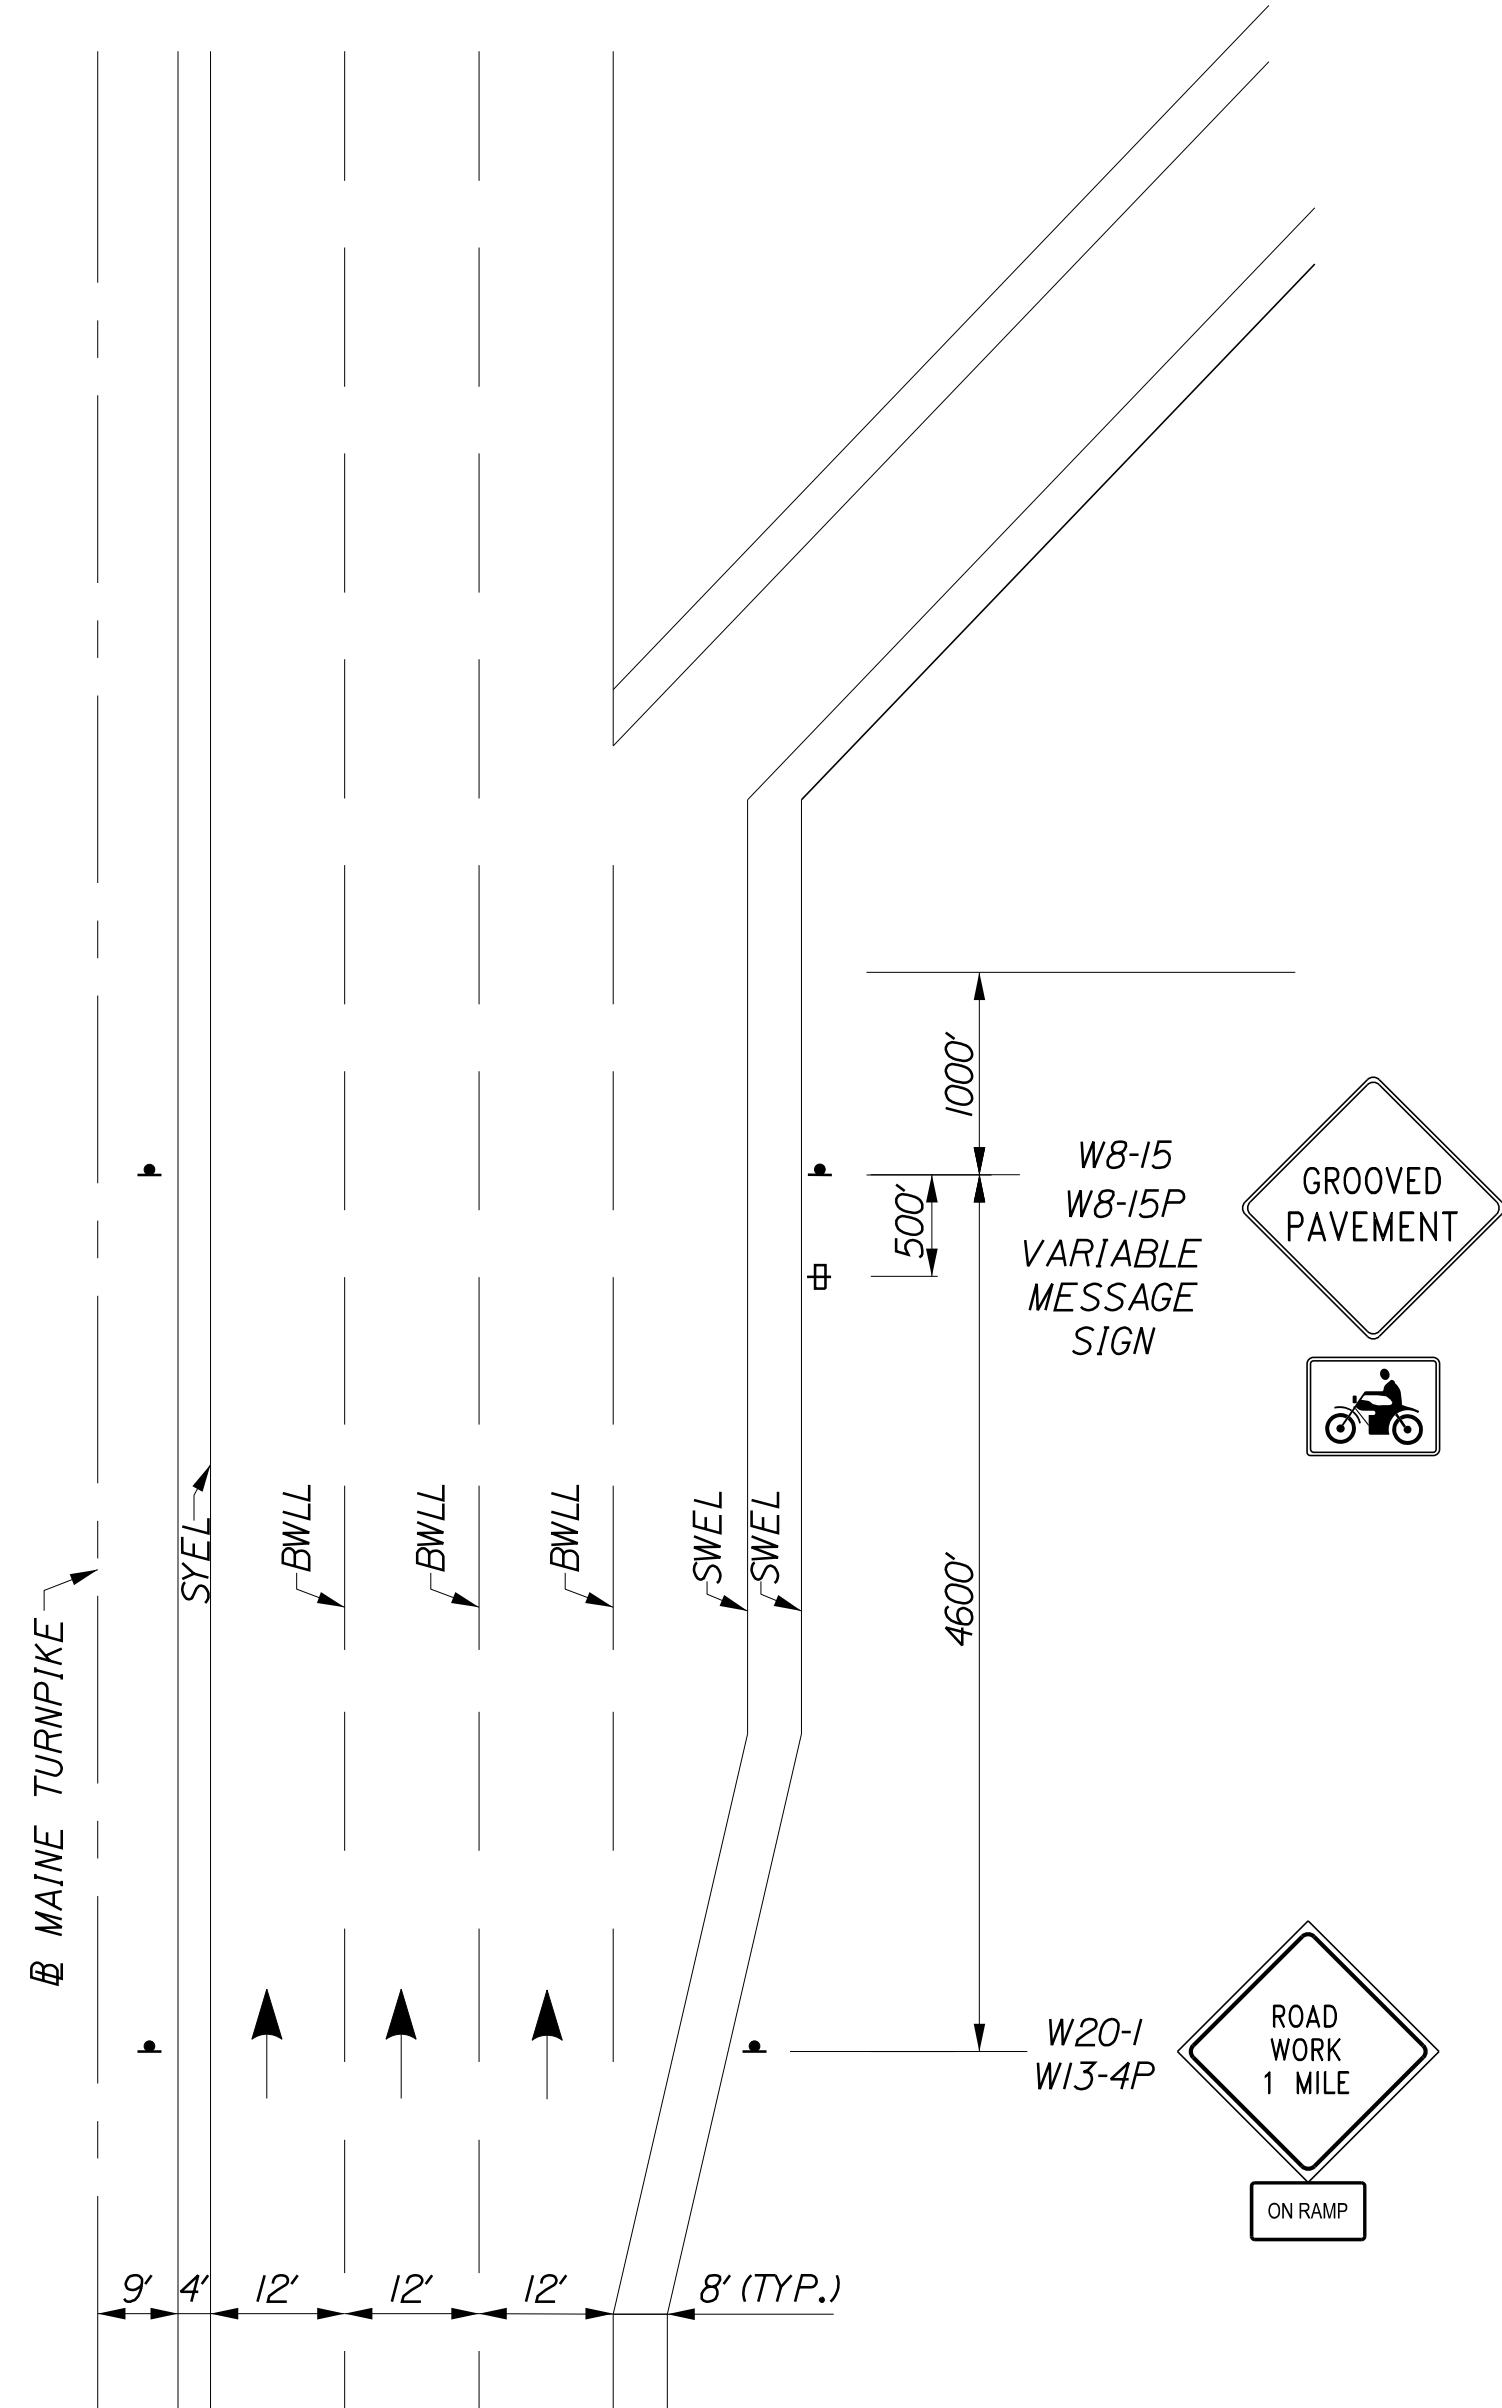 1000'
W8-15
W8-15P
VARIABLE
MESSAGE
SIGN
500'
GROOVED
PAVEMENT
SYEL
BWLL
BWLL
BWLL
SWEL
SWEL
4600'
BL MAINE TURNPIKE
W20-1
W13-4P
ROAD
WORK
1 MILE
ON RAMP
9'
4'
12'
12'
12'
8' (TYP.)